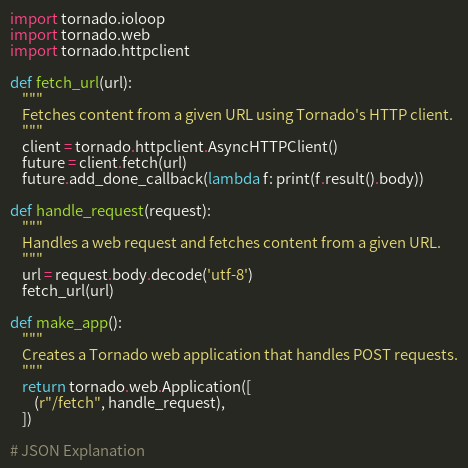 import tornado.ioloop
import tornado.web
import tornado.httpclient

def fetch_url(url):
    """
    Fetches content from a given URL using Tornado's HTTP client.
    """
    client = tornado.httpclient.AsyncHTTPClient()
    future = client.fetch(url)
    future.add_done_callback(lambda f: print(f.result().body))

def handle_request(request):
    """
    Handles a web request and fetches content from a given URL.
    """
    url = request.body.decode('utf-8')
    fetch_url(url)

def make_app():
    """
    Creates a Tornado web application that handles POST requests.
    """
    return tornado.web.Application([
        (r"/fetch", handle_request),
    ])

# JSON Explanation